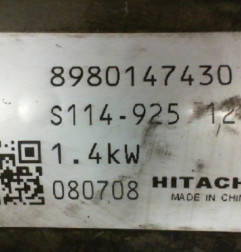 8980147430
S114-925 12
1.4kW
080708 HITACH
MADE IN CHIN